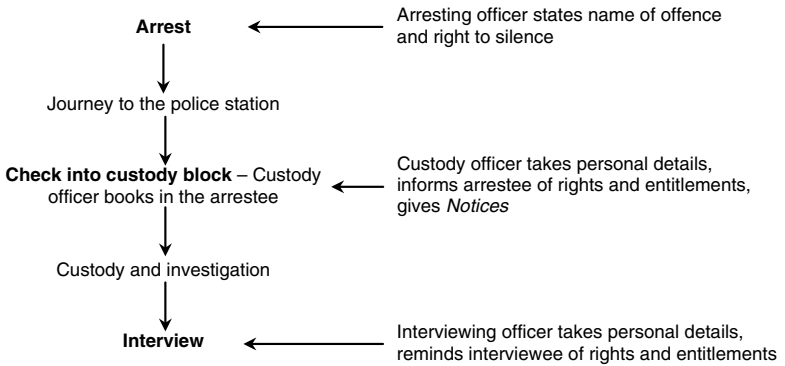 Arrest
Arresting officer states name of offence
and right to silence
Journey to the police station
Check into custody block – Custody
officer books in the arrestee
Custody officer takes personal details,
informs arrestee of rights and entitlements,
gives Notices
Custody and investigation
Interview
Interviewing officer takes personal details,
reminds interviewee of rights and entitlements